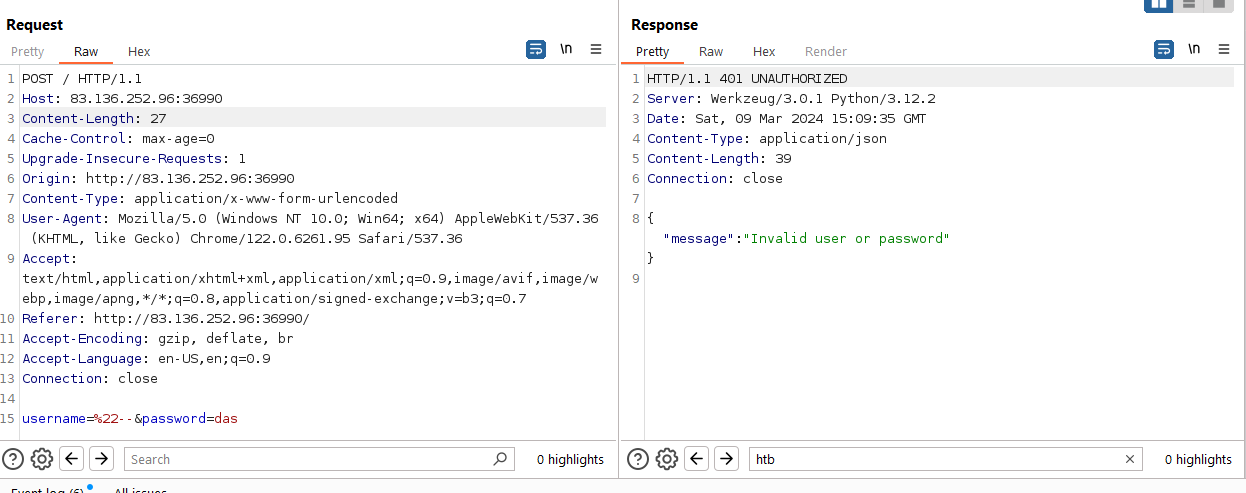 Request
Pretty Raw Hex
\n
1 POST / HTTP/1.1
2 Host: 83.136.252.96:36990
3 Content-Length: 27
4 Cache-Control: max-age=0
5 Upgrade-Insecure-Requests: 1
6 Origin: http://83.136.252.96:36990
7 Content-Type: application/x-www-form-urlencoded
8 User-Agent: Mozilla/5.0 (Windows NT 10.0; Win64; x64) AppleWebKit/537.36
(KHTML, like Gecko) Chrome/122.0.6261.95 Safari/537.36
9 Accept:
text/html,application/xhtml+xml,application/xml;q=0.9,image/avif,image/w
ebp,image/apng,*/*;q=0.8,application/signed-exchange;v=b3;q=0.7
10 Referer: http://83.136.252.96:36990/
11 Accept-Encoding: gzip, deflate, br
12 Accept-Language: en-US,en;q=0.9
13 Connection: close
14
15 username=%22--&password=das
Search
0 highlights
Event log (6) All issues
Response
Pretty Raw Hex Render
\n
1 HTTP/1.1 401 UNAUTHORIZED
2 Server: Werkzeug/3.0.1 Python/3.12.2
3 Date: Sat, 09 Mar 2024 15:09:35 GMT
4 Content-Type: application/json
5 Content-Length: 39
6 Connection: close
7
8 {
"message":"Invalid user or password"
}
9
htb
0 highlights